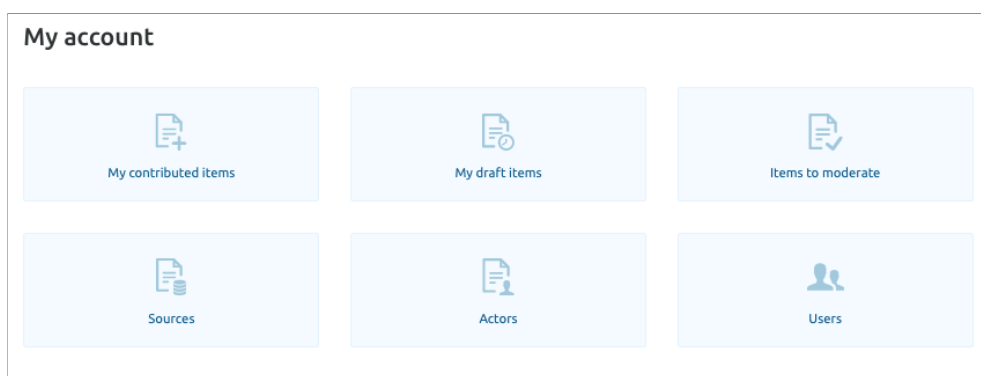 My account
My contributed items
My draft items
Items to moderate
Sources
Actors
Users